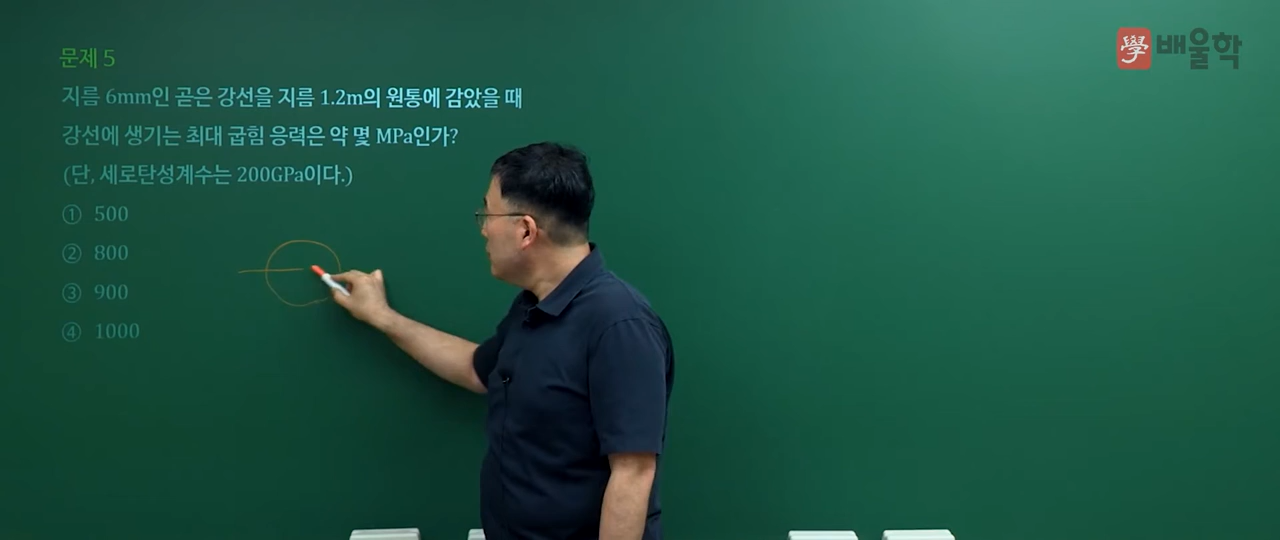 學 배울학
문제 5
지름 6mm인 곧은 강선을 지름 1.2m의 원통에 감았을 때
강선에 생기는 최대 굽힘 응력은 약 몇 MPa인가?
(단, 세로탄성계수는 200GPa이다.)
① 500
② 800
③ 900
④ 1000